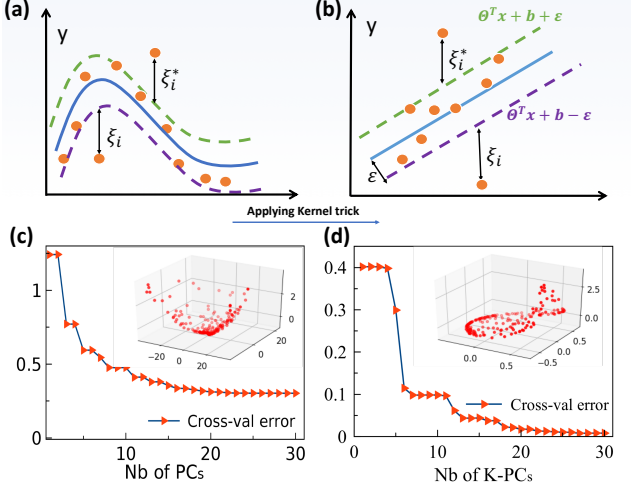 (a)
y
ξᵢ*
ξᵢ
(b)
y
Θᵀx + b + ε
ξᵢ*
Θᵀx + b − ε
ξᵢ
ε
Applying Kernel trick
(c)
1
0.5
0
10
20
30
Nb of PCs
Cross-val error
−20
0
20
0
20
2
0
(d)
0.4
0.3
0.2
0.1
0
0
10
20
30
Nb of K-PCs
Cross-val error
0.0
0.5
−0.5
0.0
0.5
2.5
0.0